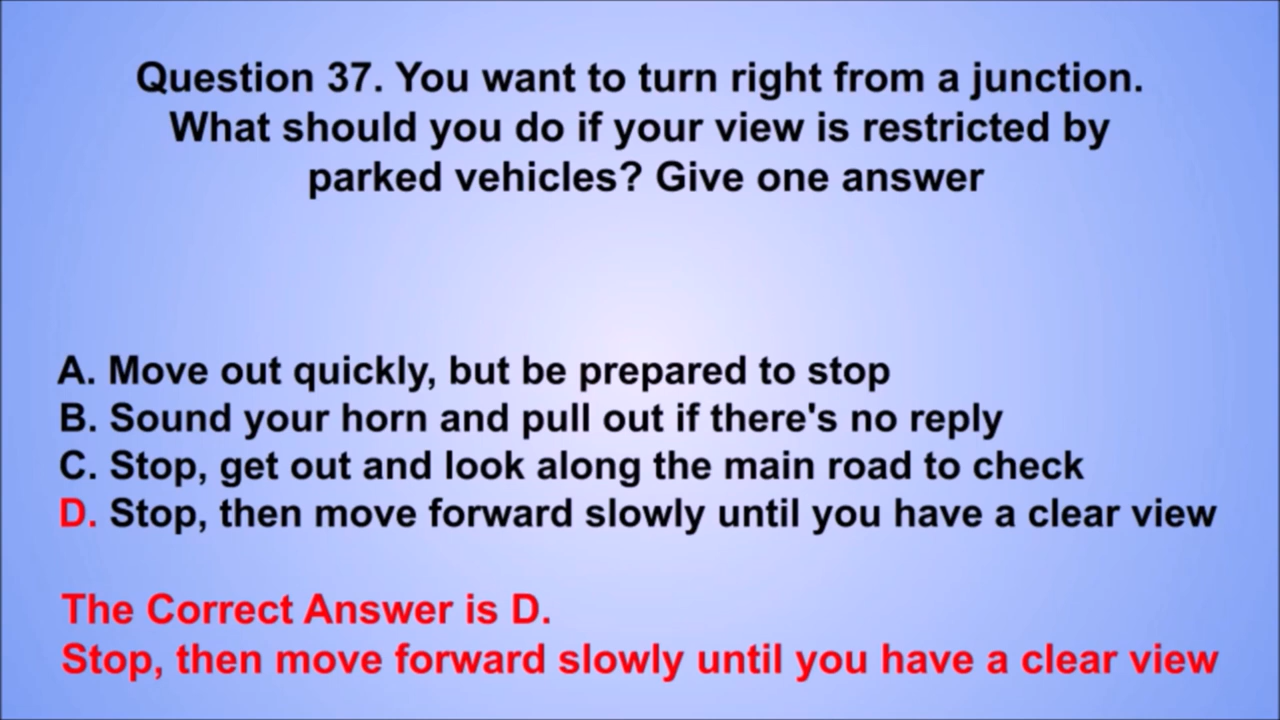 Question 37. You want to turn right from a junction.
What should you do if your view is restricted by
parked vehicles? Give one answer
A. Move out quickly, but be prepared to stop
B. Sound your horn and pull out if there's no reply
C. Stop, get out and look along the main road to check
D. Stop, then move forward slowly until you have a clear view
The Correct Answer is D.
Stop, then move forward slowly until you have a clear view